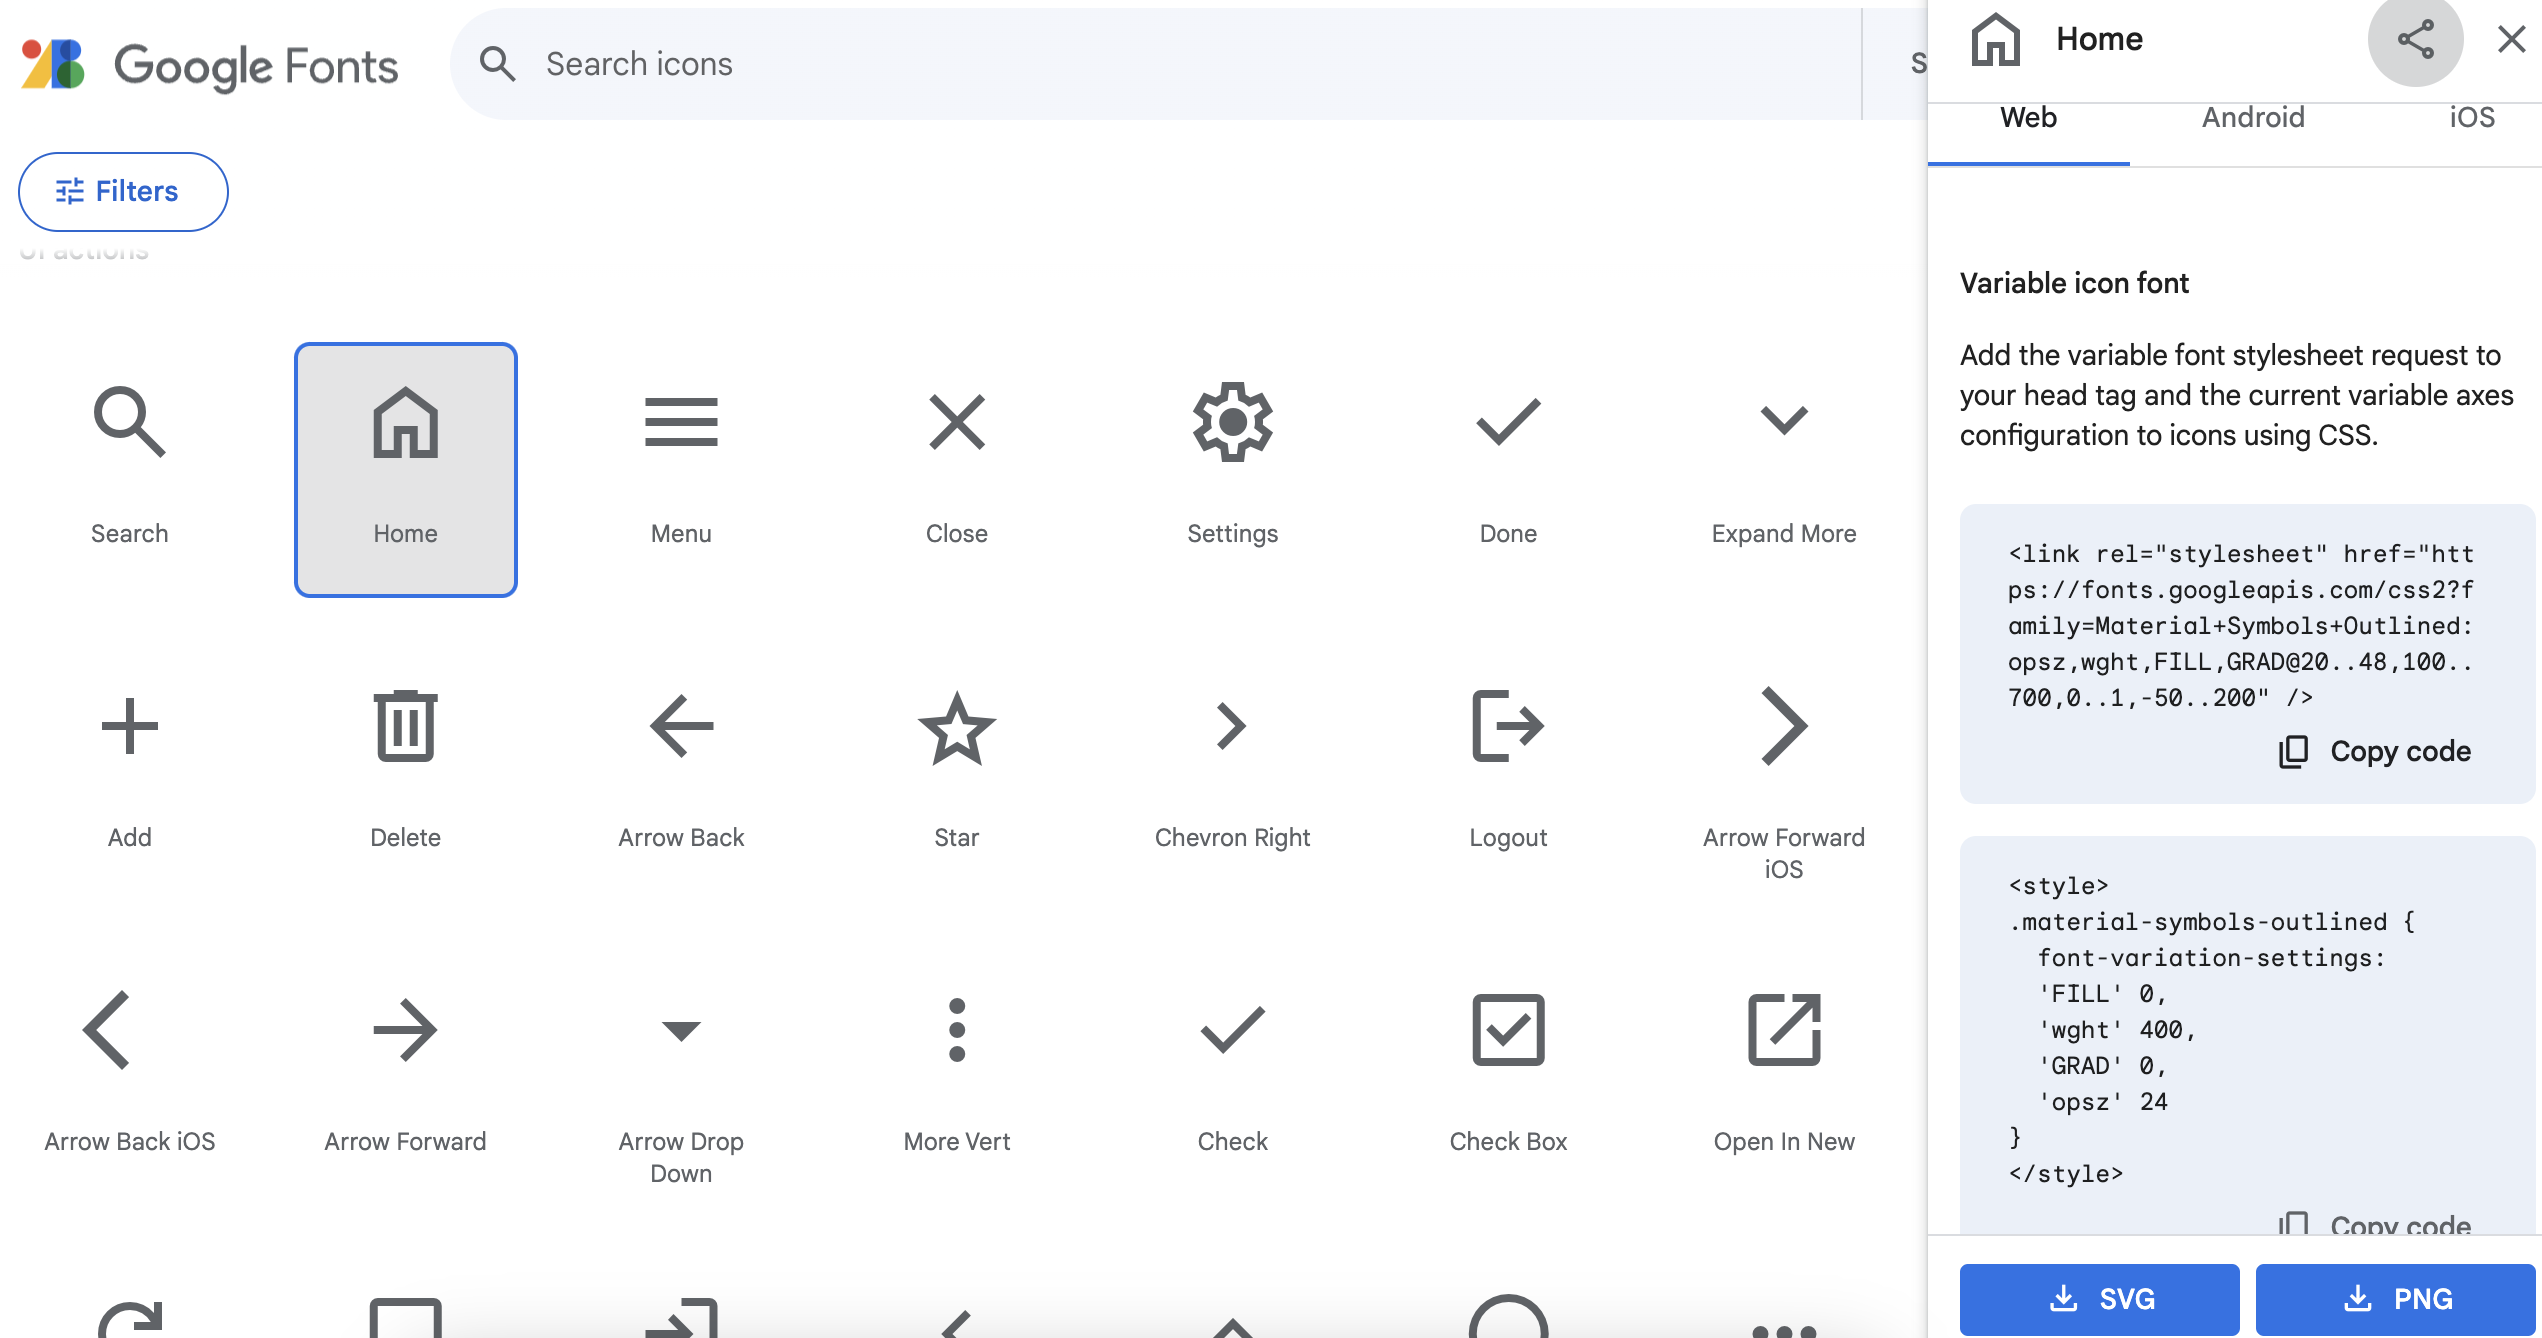 Google Fonts
Search icons
S
Filters
UI actions
Search
Home
Menu
Close
Settings
Done
Expand More
Add
Delete
Arrow Back
Star
Chevron Right
Logout
Arrow Forward
iOS
Arrow Back iOS
Arrow Forward
Arrow Drop
Down
More Vert
Check
Check Box
Open In New
Home
Web
Android
iOS
Variable icon font
Add the variable font stylesheet request to
your head tag and the current variable axes
configuration to icons using CSS.
<link rel="stylesheet" href="htt
ps://fonts.googleapis.com/css2?f
amily=Material+Symbols+Outlined:
opsz,wght,FILL,GRAD@20..48,100..
700,0..1,-50..200" />
Copy code
<style>
.material-symbols-outlined {
  font-variation-settings:
  'FILL' 0,
  'wght' 400,
  'GRAD' 0,
  'opsz' 24
}
</style>
Copy code
SVG
PNG